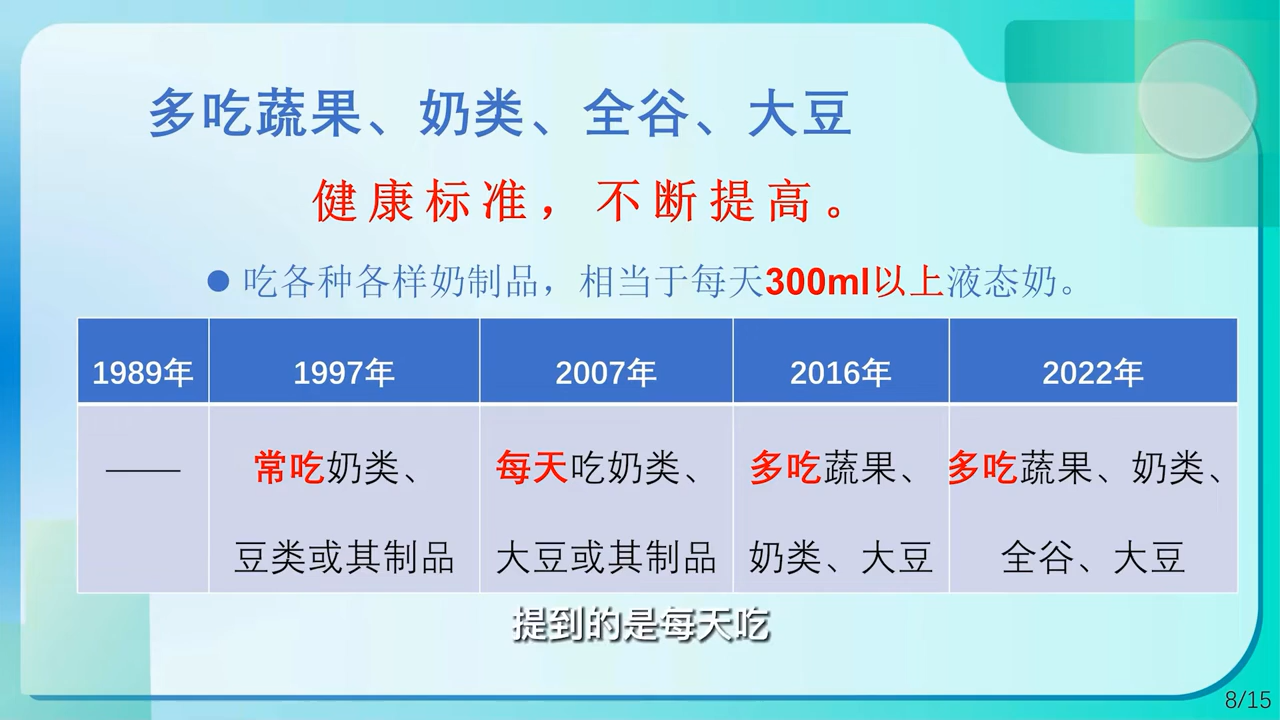 多吃蔬果、奶类、全谷、大豆
健康标准，不断提高。
● 吃各种各样奶制品，相当于每天300ml以上液态奶。
1989年 1997年 2007年 2016年 2022年
—— 常吃奶类、 每天吃奶类、 多吃蔬果、 多吃蔬果、奶类、
豆类或其制品 大豆或其制品 奶类、大豆 全谷、大豆
提到的是每天吃
8/15